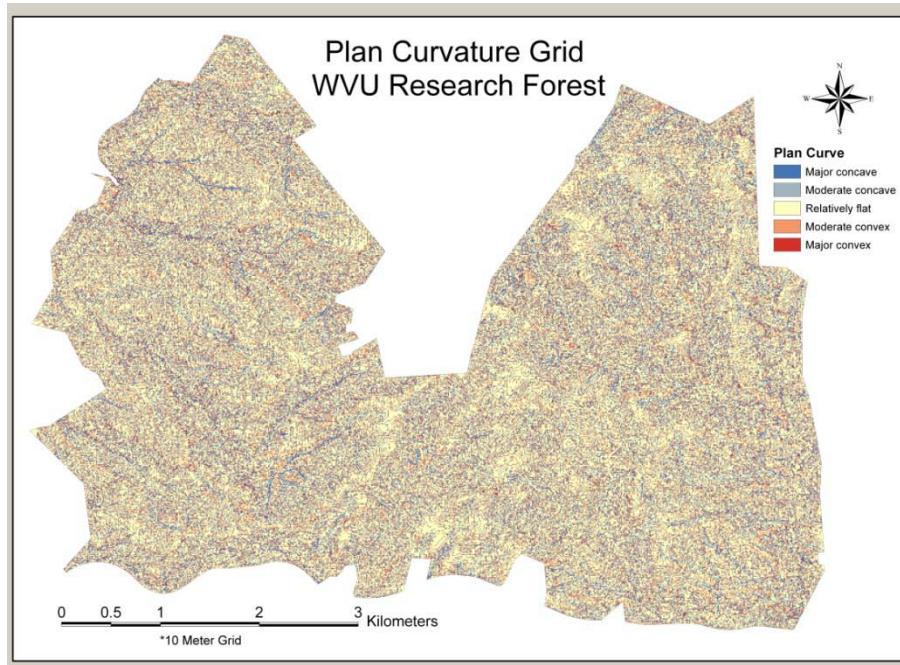 Plan Curvature Grid
WVU Research Forest
N
W E
S
Plan Curve
Major concave
Moderate concave
Relatively flat
Moderate convex
Major convex
0 0.5 1 2 3
Kilometers
*10 Meter Grid